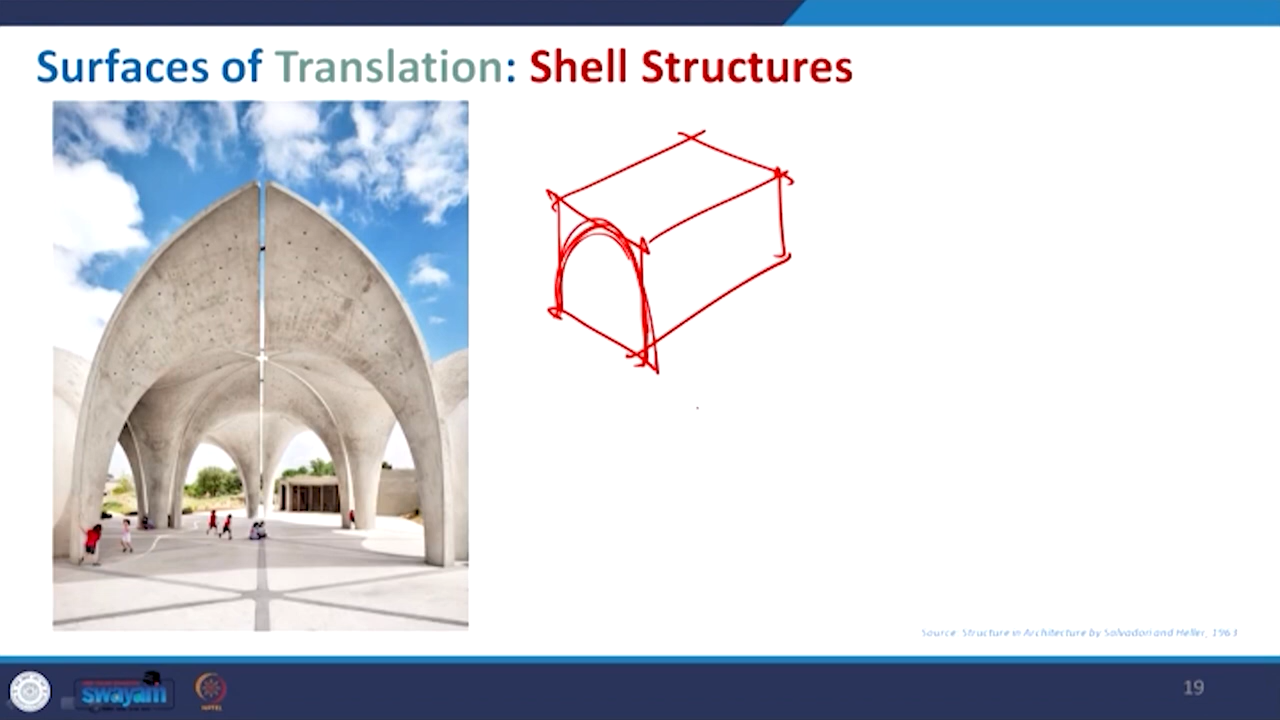 Surfaces of Translation: Shell Structures
Source Structure in Architecture by Salvadori and Heller, 1963
swayam
19